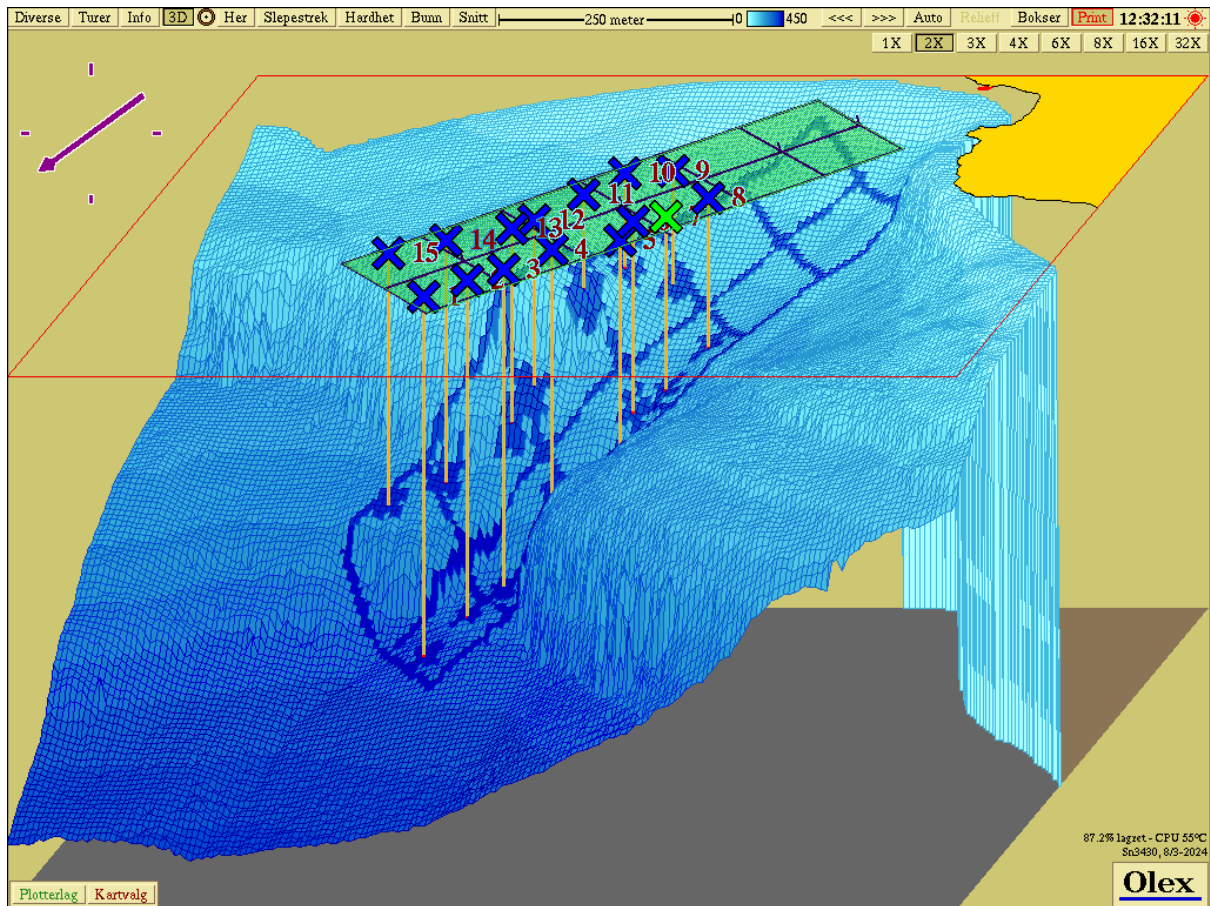 Diverse Turer Info 3D Her Slepestrek Hardhet Bunn Snitt 250 meter 0 450 <<< >>> Auto Relieff Bokser Print 12:32:11
1X 2X 3X 4X 6X 8X 16X 32X
10 9
11 8
12 7
13
15 14 4 5
3
2
1
87.2% lagret - CPU 55°C
Sn3430, 8/3-2024
Plotterlag Kartvalg
Olex